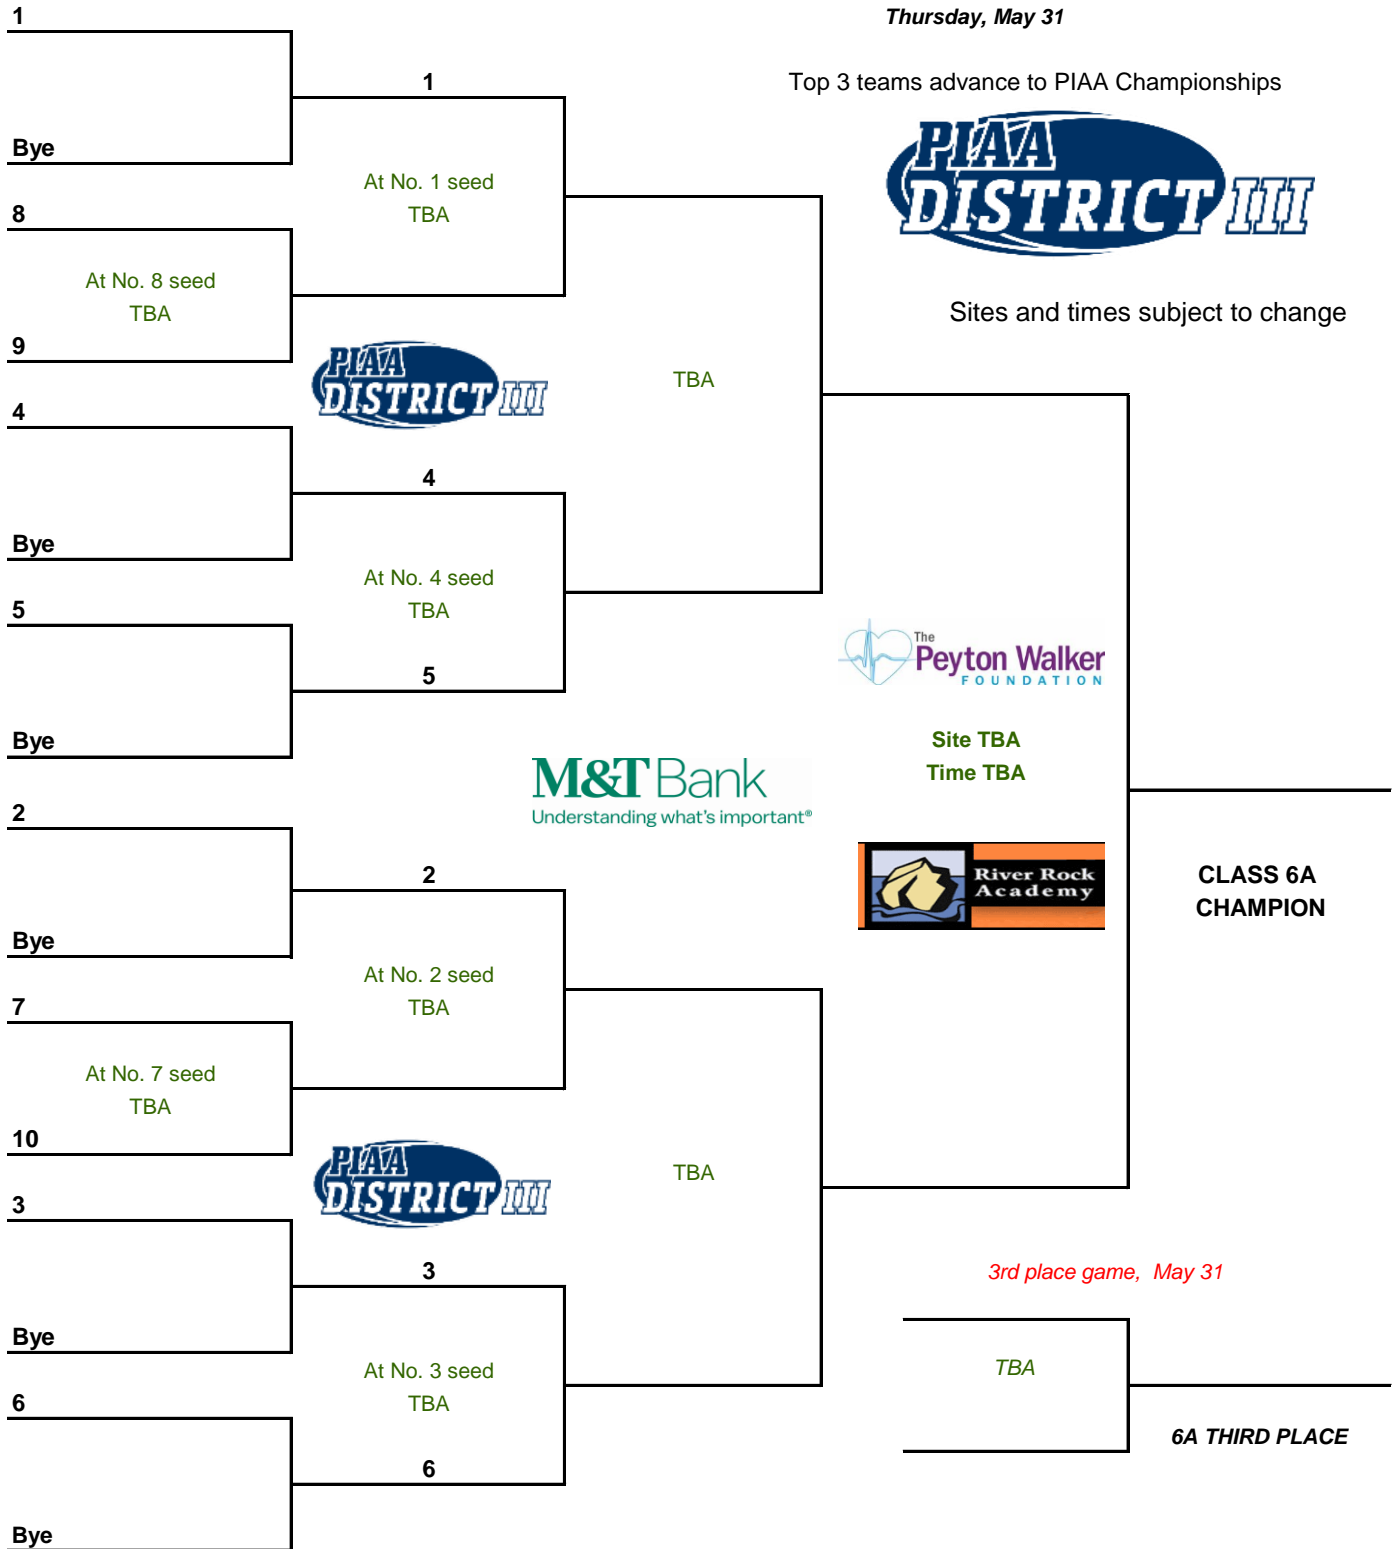 1
Thursday, May 31
1
Top 3 teams advance to PIAA Championships
Bye
PIAA
DISTRICT III
At No. 1 seed
TBA
8
At No. 8 seed
TBA
Sites and times subject to change
9
PIAA
DISTRICT III
TBA
4
4
Bye
At No. 4 seed
TBA
5
The
Peyton Walker
FOUNDATION
5
Bye
Site TBA
Time TBA
M&T Bank
Understanding what's important®
2
2
River Rock
Academy
CLASS 6A
CHAMPION
Bye
At No. 2 seed
TBA
7
At No. 7 seed
TBA
10
PIAA
DISTRICT III
TBA
3
3
3rd place game, May 31
Bye
At No. 3 seed
TBA
TBA
6
6A THIRD PLACE
6
Bye